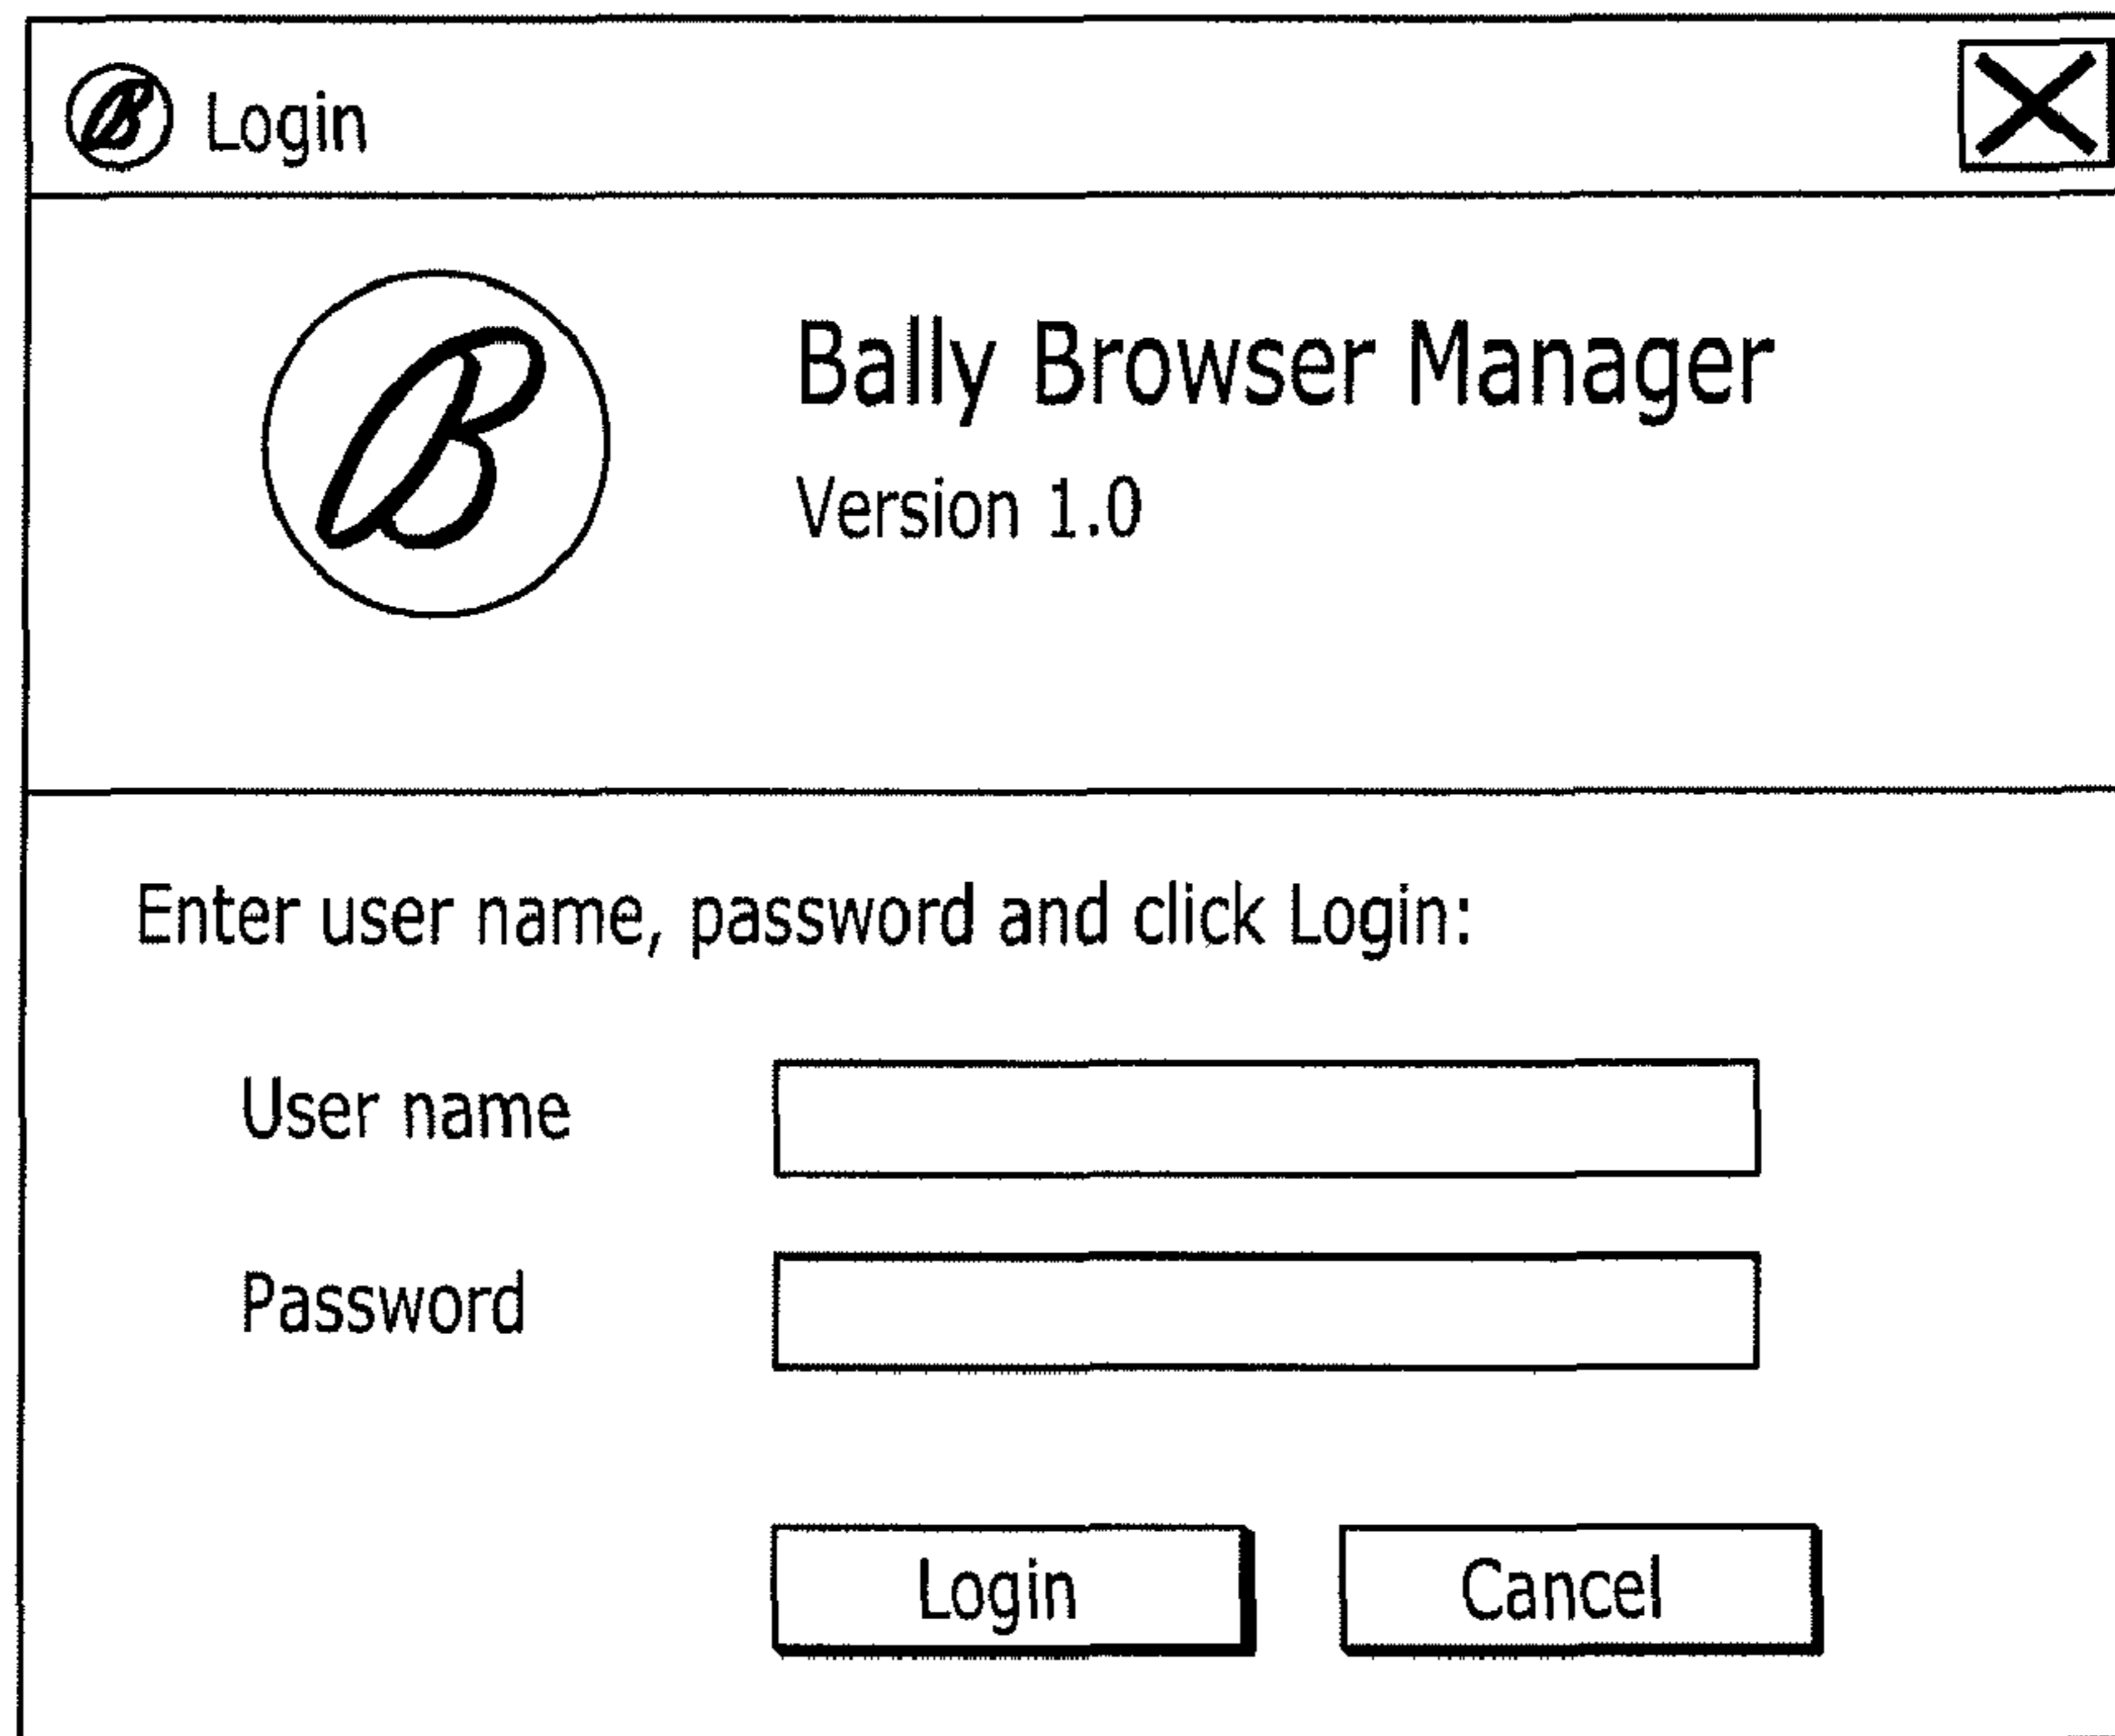 B Login
B
Bally Browser Manager
Version 1.0
Enter user name, password and click Login:
User name
Password
Login Cancel